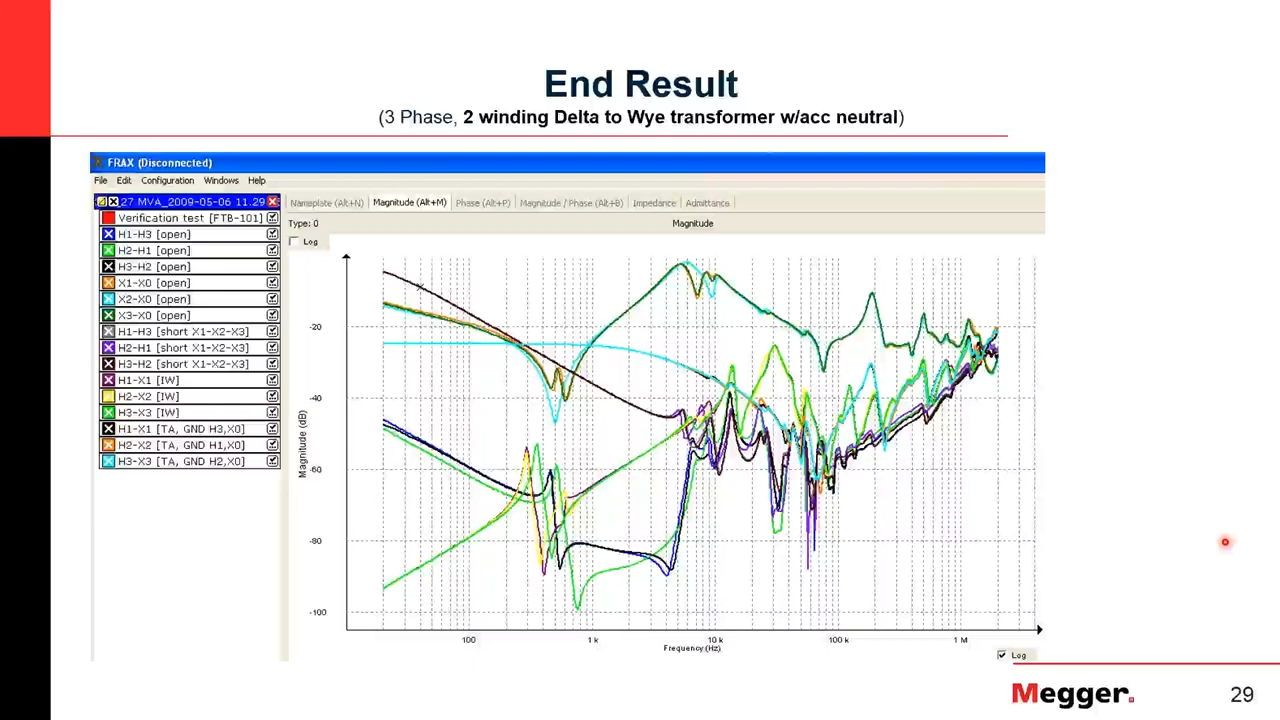 End Result
(3 Phase, 2 winding Delta to Wye transformer w/acc neutral)
FRAX (Disconnected)
File Edit Configuration Windows Help
_27 MVA_2009-05-06 11.29
Nameplate (Alt+N) Magnitude (Alt+M) Phase (Alt+P) Magnitude / Phase (Alt+B) Impedance Admittance
Verification test [FTB-101]
Type: 0 Magnitude
H1-H3 [open]
Log
H2-H1 [open]
H3-H2 [open]
X1-X0 [open]
X2-X0 [open]
X3-X0 [open]
H1-H3 [short X1-X2-X3]
H2-H1 [short X1-X2-X3]
H3-H2 [short X1-X2-X3]
H1-X1 [IW]
H2-X2 [IW]
H3-X3 [IW]
H1-X1 [TA, GND H3,X0]
H2-X2 [TA, GND H1,X0]
H3-X3 [TA, GND H2,X0]
Magnitude (dB)
-20
-40
-60
-80
-100
100 1 k 10 k 100 k 1 M
Frequency (Hz)
Log
Megger.
29